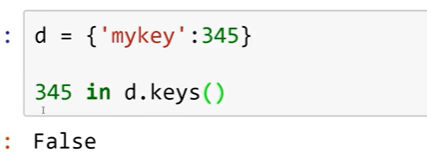 : d = {'mykey':345}
345 in d.keys()
: False